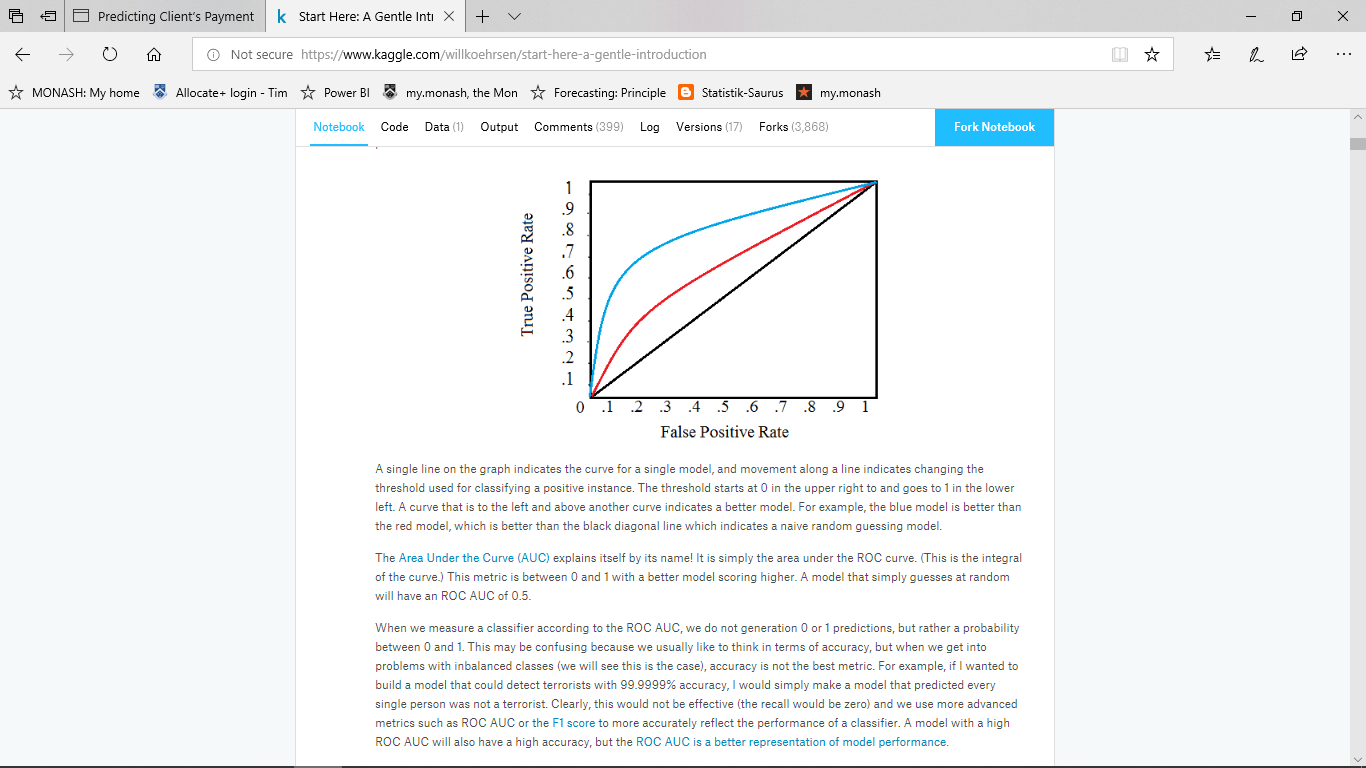 Predicting Client's Payment
k Start Here: A Gentle Intr
Not secure https://www.kaggle.com/willkoehrsen/start-here-a-gentle-introduction
MONASH: My home Allocate+ login - Tim Power BI my.monash, the Mon Forecasting: Principle Statistik-Saurus my.monash
Notebook Code Data (1) Output Comments (399) Log Versions (17) Forks (3,868) Fork Notebook
1
.9
.8
.7
.6
.5
.4
.3
.2
.1
True Positive Rate
0 .1 .2 .3 .4 .5 .6 .7 .8 .9 1
False Positive Rate
A single line on the graph indicates the curve for a single model, and movement along a line indicates changing the
threshold used for classifying a positive instance. The threshold starts at 0 in the upper right to and goes to 1 in the lower
left. A curve that is to the left and above another curve indicates a better model. For example, the blue model is better than
the red model, which is better than the black diagonal line which indicates a naive random guessing model.
The Area Under the Curve (AUC) explains itself by its name! It is simply the area under the ROC curve. (This is the integral
of the curve.) This metric is between 0 and 1 with a better model scoring higher. A model that simply guesses at random
will have an ROC AUC of 0.5.
When we measure a classifier according to the ROC AUC, we do not generation 0 or 1 predictions, but rather a probability
between 0 and 1. This may be confusing because we usually like to think in terms of accuracy, but when we get into
problems with inbalanced classes (we will see this is the case), accuracy is not the best metric. For example, if I wanted to
build a model that could detect terrorists with 99.9999% accuracy, I would simply make a model that predicted every
single person was not a terrorist. Clearly, this would not be effective (the recall would be zero) and we use more advanced
metrics such as ROC AUC or the F1 score to more accurately reflect the performance of a classifier. A model with a high
ROC AUC will also have a high accuracy, but the ROC AUC is a better representation of model performance.